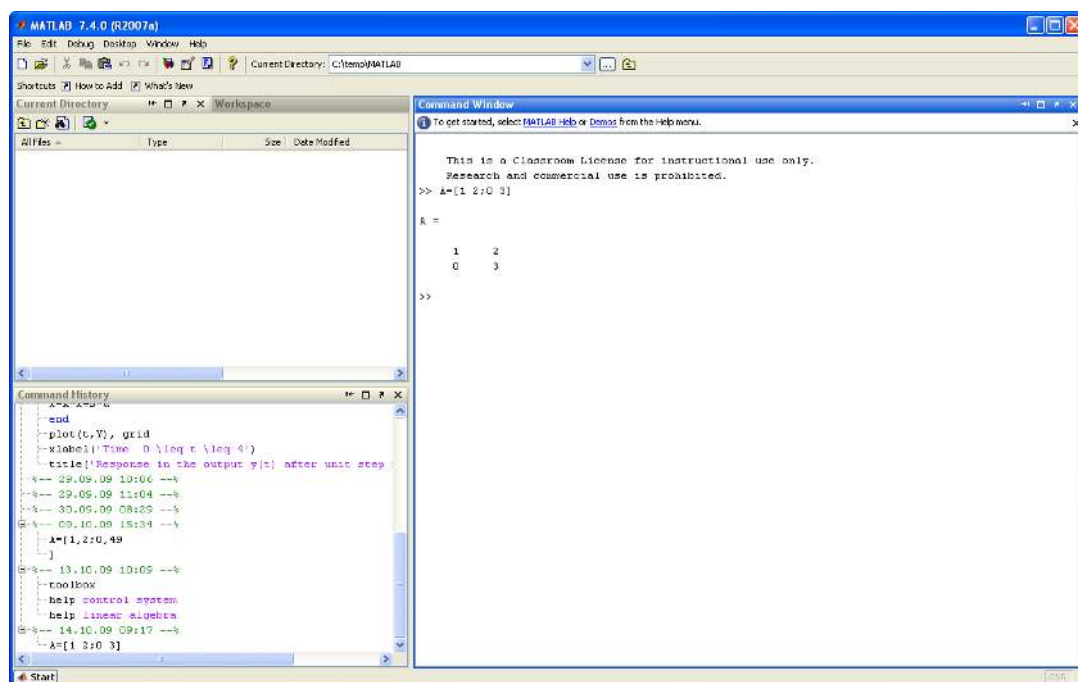 MATLAB 7.4.0 (R2007a)
File Edit Debug Desktop Window Help
Current Directory: C:\temp\MATLAB
Shortcuts How to Add What's New
Current Directory Workspace
All Files Type Size Date Modified
Command History
end
plot(t,Y), grid
xlabel('Time 0 \leq t \leq 4')
title('Response in the output y(t) after unit step
%-- 29.09.09 10:06 --%
%-- 29.09.09 11:04 --%
%-- 30.09.09 08:29 --%
%-- 09.10.09 15:34 --%
A=[1,2;0,49
]
%-- 13.10.09 10:09 --%
toolbox
help control system
help linear algebra
%-- 14.10.09 09:17 --%
A=[1 2;0 3]
Command Window
To get started, select MATLAB Help or Demos from the Help menu.
This is a Classroom License for instructional use only.
Research and commercial use is prohibited.
>> A=[1 2;0 3]
A =
1 2
0 3
>>
Start
OVR